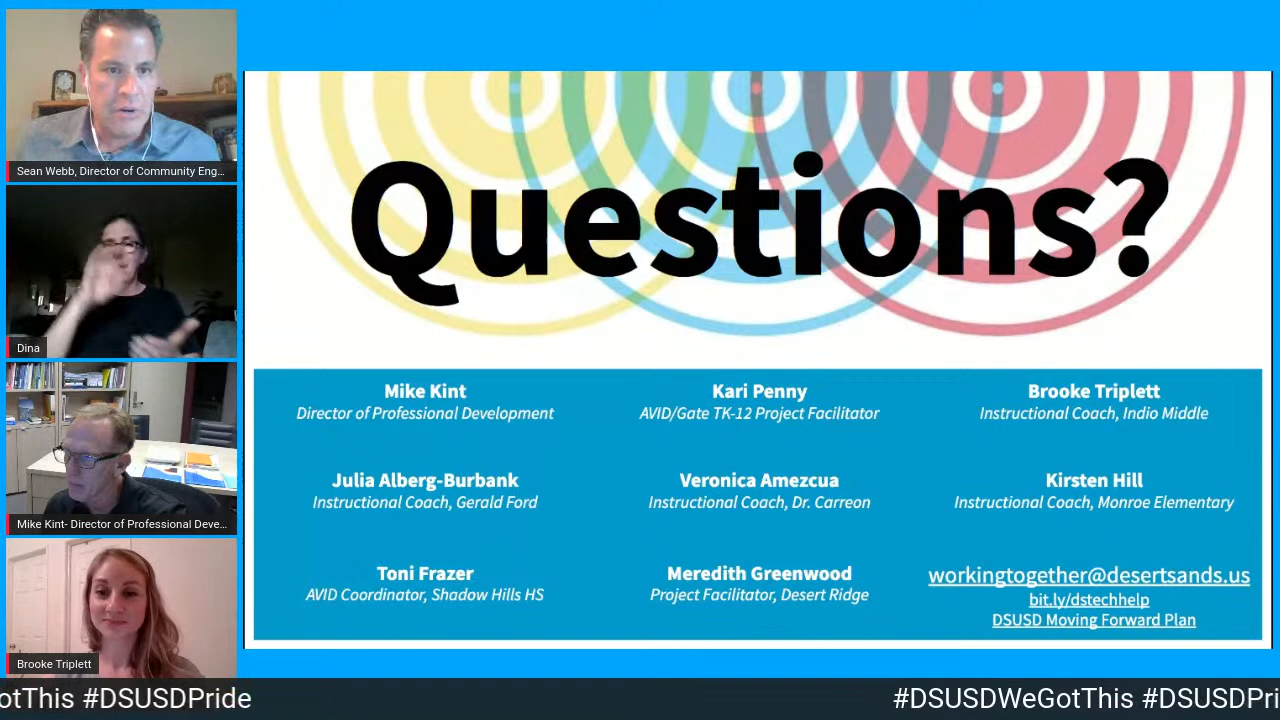 Sean Webb, Director of Community Eng...
Dina
Mike Kint- Director of Professional Deve...
Brooke Triplett
Questions?
Mike Kint
Director of Professional Development
Kari Penny
AVID/Gate TK-12 Project Facilitator
Brooke Triplett
Instructional Coach, Indio Middle
Julia Alberg-Burbank
Instructional Coach, Gerald Ford
Veronica Amezcua
Instructional Coach, Dr. Carreon
Kirsten Hill
Instructional Coach, Monroe Elementary
Toni Frazer
AVID Coordinator, Shadow Hills HS
Meredith Greenwood
Project Facilitator, Desert Ridge
workingtogether@desertsands.us
bit.ly/dstechhelp
DSUSD Moving Forward Plan
otThis #DSUSDPride
#DSUSDWeGotThis #DSUSDPri